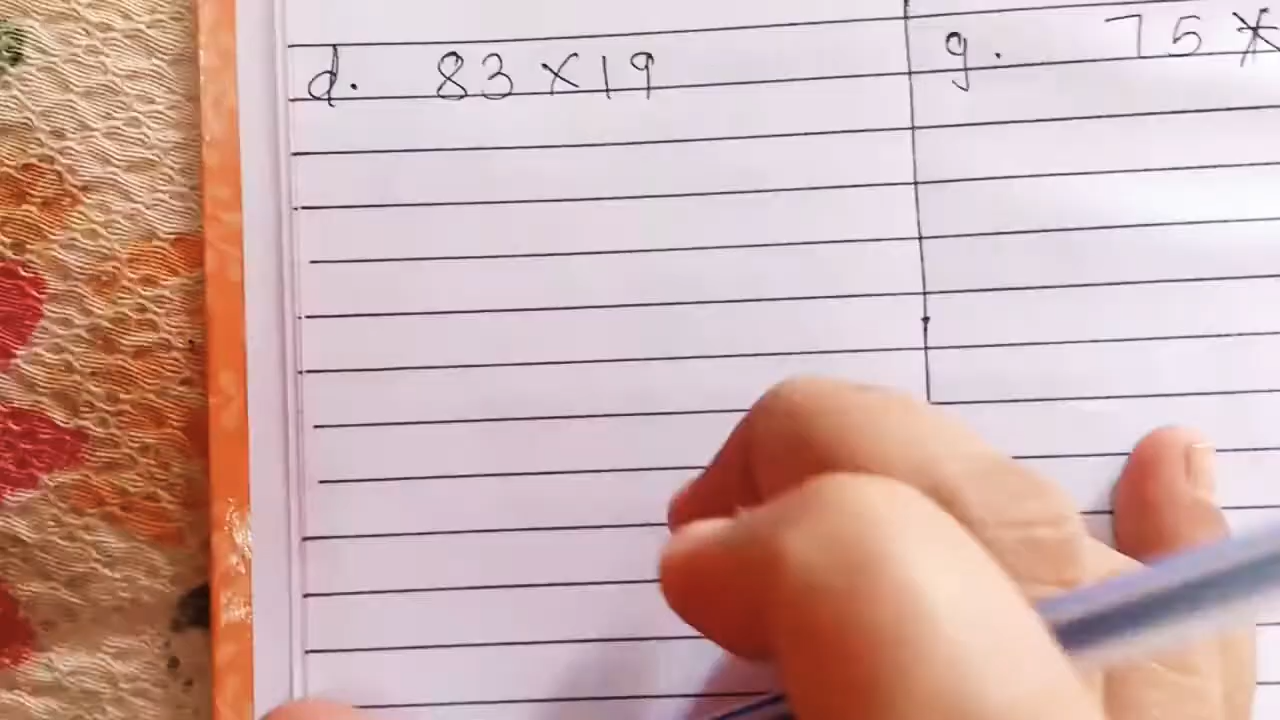 d. 83 × 19
g. 75 ×